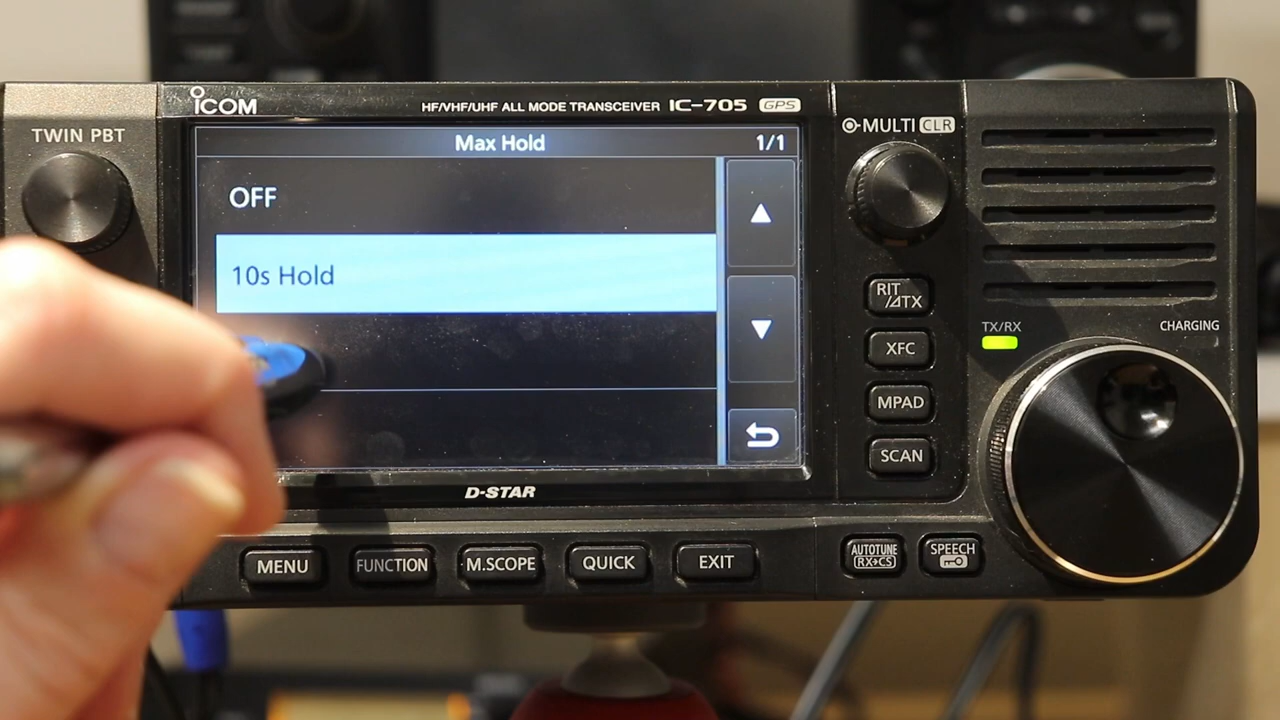 ICOM
HF/VHF/UHF ALL MODE TRANSCEIVER IC-705 GPS
TWIN PBT
MULTI CLR
Max Hold 1/1
OFF
10s Hold
RIT
/⊿TX
XFC
MPAD
SCAN
TX/RX
CHARGING
D-STAR
MENU
FUNCTION
M.SCOPE
QUICK
EXIT
AUTOTUNE
RX→CS
SPEECH